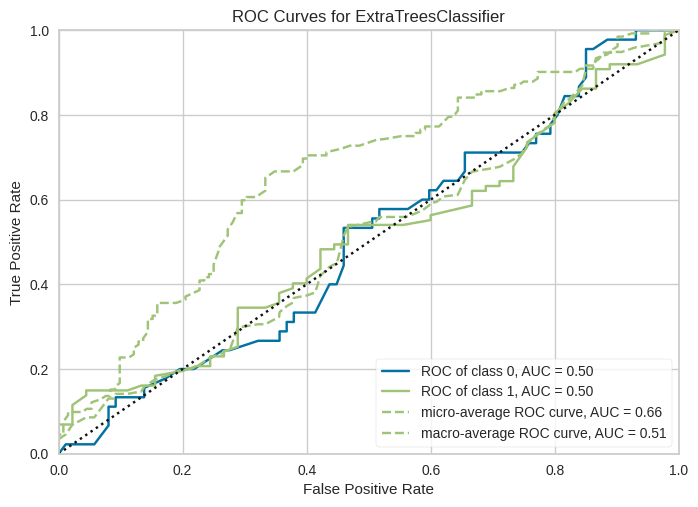 ROC Curves for ExtraTreesClassifier
1.0
0.8
0.6
0.4
0.2
0.0
True Positive Rate
ROC of class 0, AUC = 0.50
ROC of class 1, AUC = 0.50
micro-average ROC curve, AUC = 0.66
macro-average ROC curve, AUC = 0.51
0.0 0.2 0.4 0.6 0.8 1.0
False Positive Rate